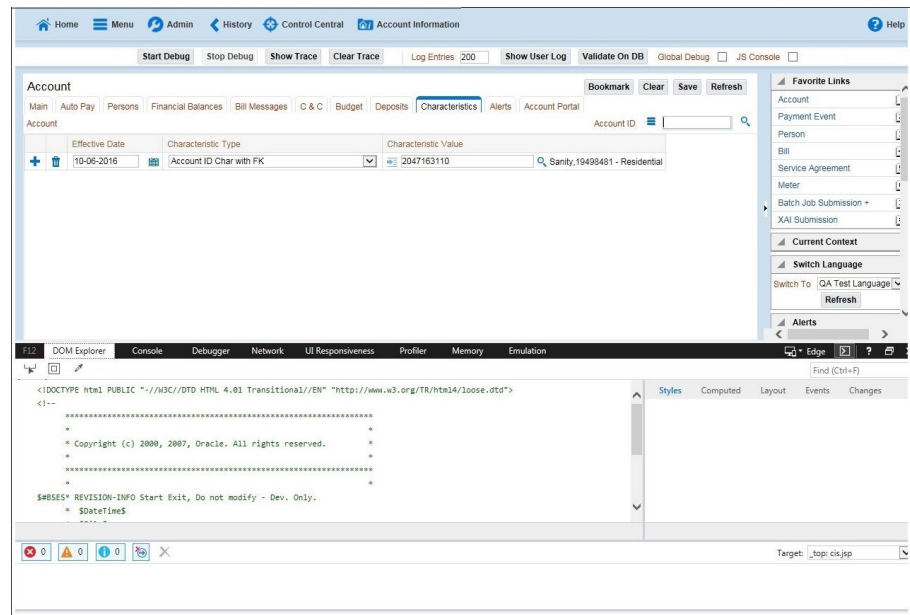 Home Menu Admin History Control Central Account Information Help
Start Debug Stop Debug Show Trace Clear Trace Log Entries 200 Show User Log Validate On DB Global Debug JS Console
Account Bookmark Clear Save Refresh
Main Auto Pay Persons Financial Balances Bill Messages C & C Budget Deposits Characteristics Alerts Account Portal
Account Account ID
Effective Date Characteristic Type Characteristic Value
10-06-2016 Account ID Char with FK 2047163110 Sanity,19498481 - Residential
Favorite Links
Account
Payment Event
Person
Bill
Service Agreement
Meter
Batch Job Submission +
XAI Submission
Current Context
Switch Language
Switch To QA Test Language
Refresh
Alerts
F12 DOM Explorer Console Debugger Network UI Responsiveness Profiler Memory Emulation Edge ?
Find (Ctrl+F)
<!DOCTYPE html PUBLIC "-//W3C//DTD HTML 4.01 Transitional//EN" "http://www.w3.org/TR/html4/loose.dtd">
<!--
* Copyright (c) 2000, 2007, Oracle. All rights reserved. *
$#BSES* REVISION-INFO Start Exit, Do not modify - Dev. Only.
* $DateTime$
Styles Computed Layout Events Changes
0 0 0
Target: _top: cis.jsp